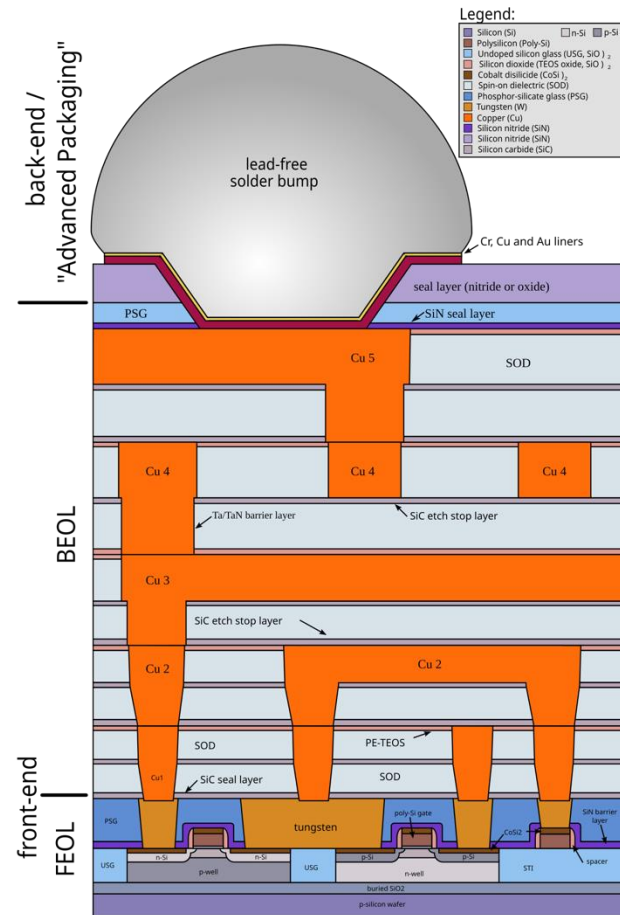 Legend:
Silicon (Si)
n-Si
p-Si
Polysilicon (Poly-Si)
Undoped silicon glass (USG, SiO )
2
Silicon dioxide (TEOS oxide, SiO )
2
Cobalt disilicide (CoSi )
2
Spin-on dielectric (SOD)
Phosphor-silicate glass (PSG)
Tungsten (W)
Copper (Cu)
Silicon nitride (SiN)
Silicon nitride (SiN)
Silicon carbide (SiC)
back-end /
"Advanced Packaging"
lead-free
solder bump
Cr, Cu and Au liners
seal layer (nitride or oxide)
PSG
SiN seal layer
BEOL
Cu 5
SOD
Cu 4
Cu 4
Cu 4
Ta/TaN barrier layer
SiC etch stop layer
Cu 3
SiC etch stop layer
Cu 2
Cu 2
SOD
PE-TEOS
Cu1
SiC seal layer
SOD
front-end
FEOL
PSG
tungsten
poly-Si gate
CoSi2
SiN barrier
layer
spacer
USG
n-Si
n-Si
p-well
USG
p-Si
p-Si
n-well
STI
buried SiO2
p-silicon wafer